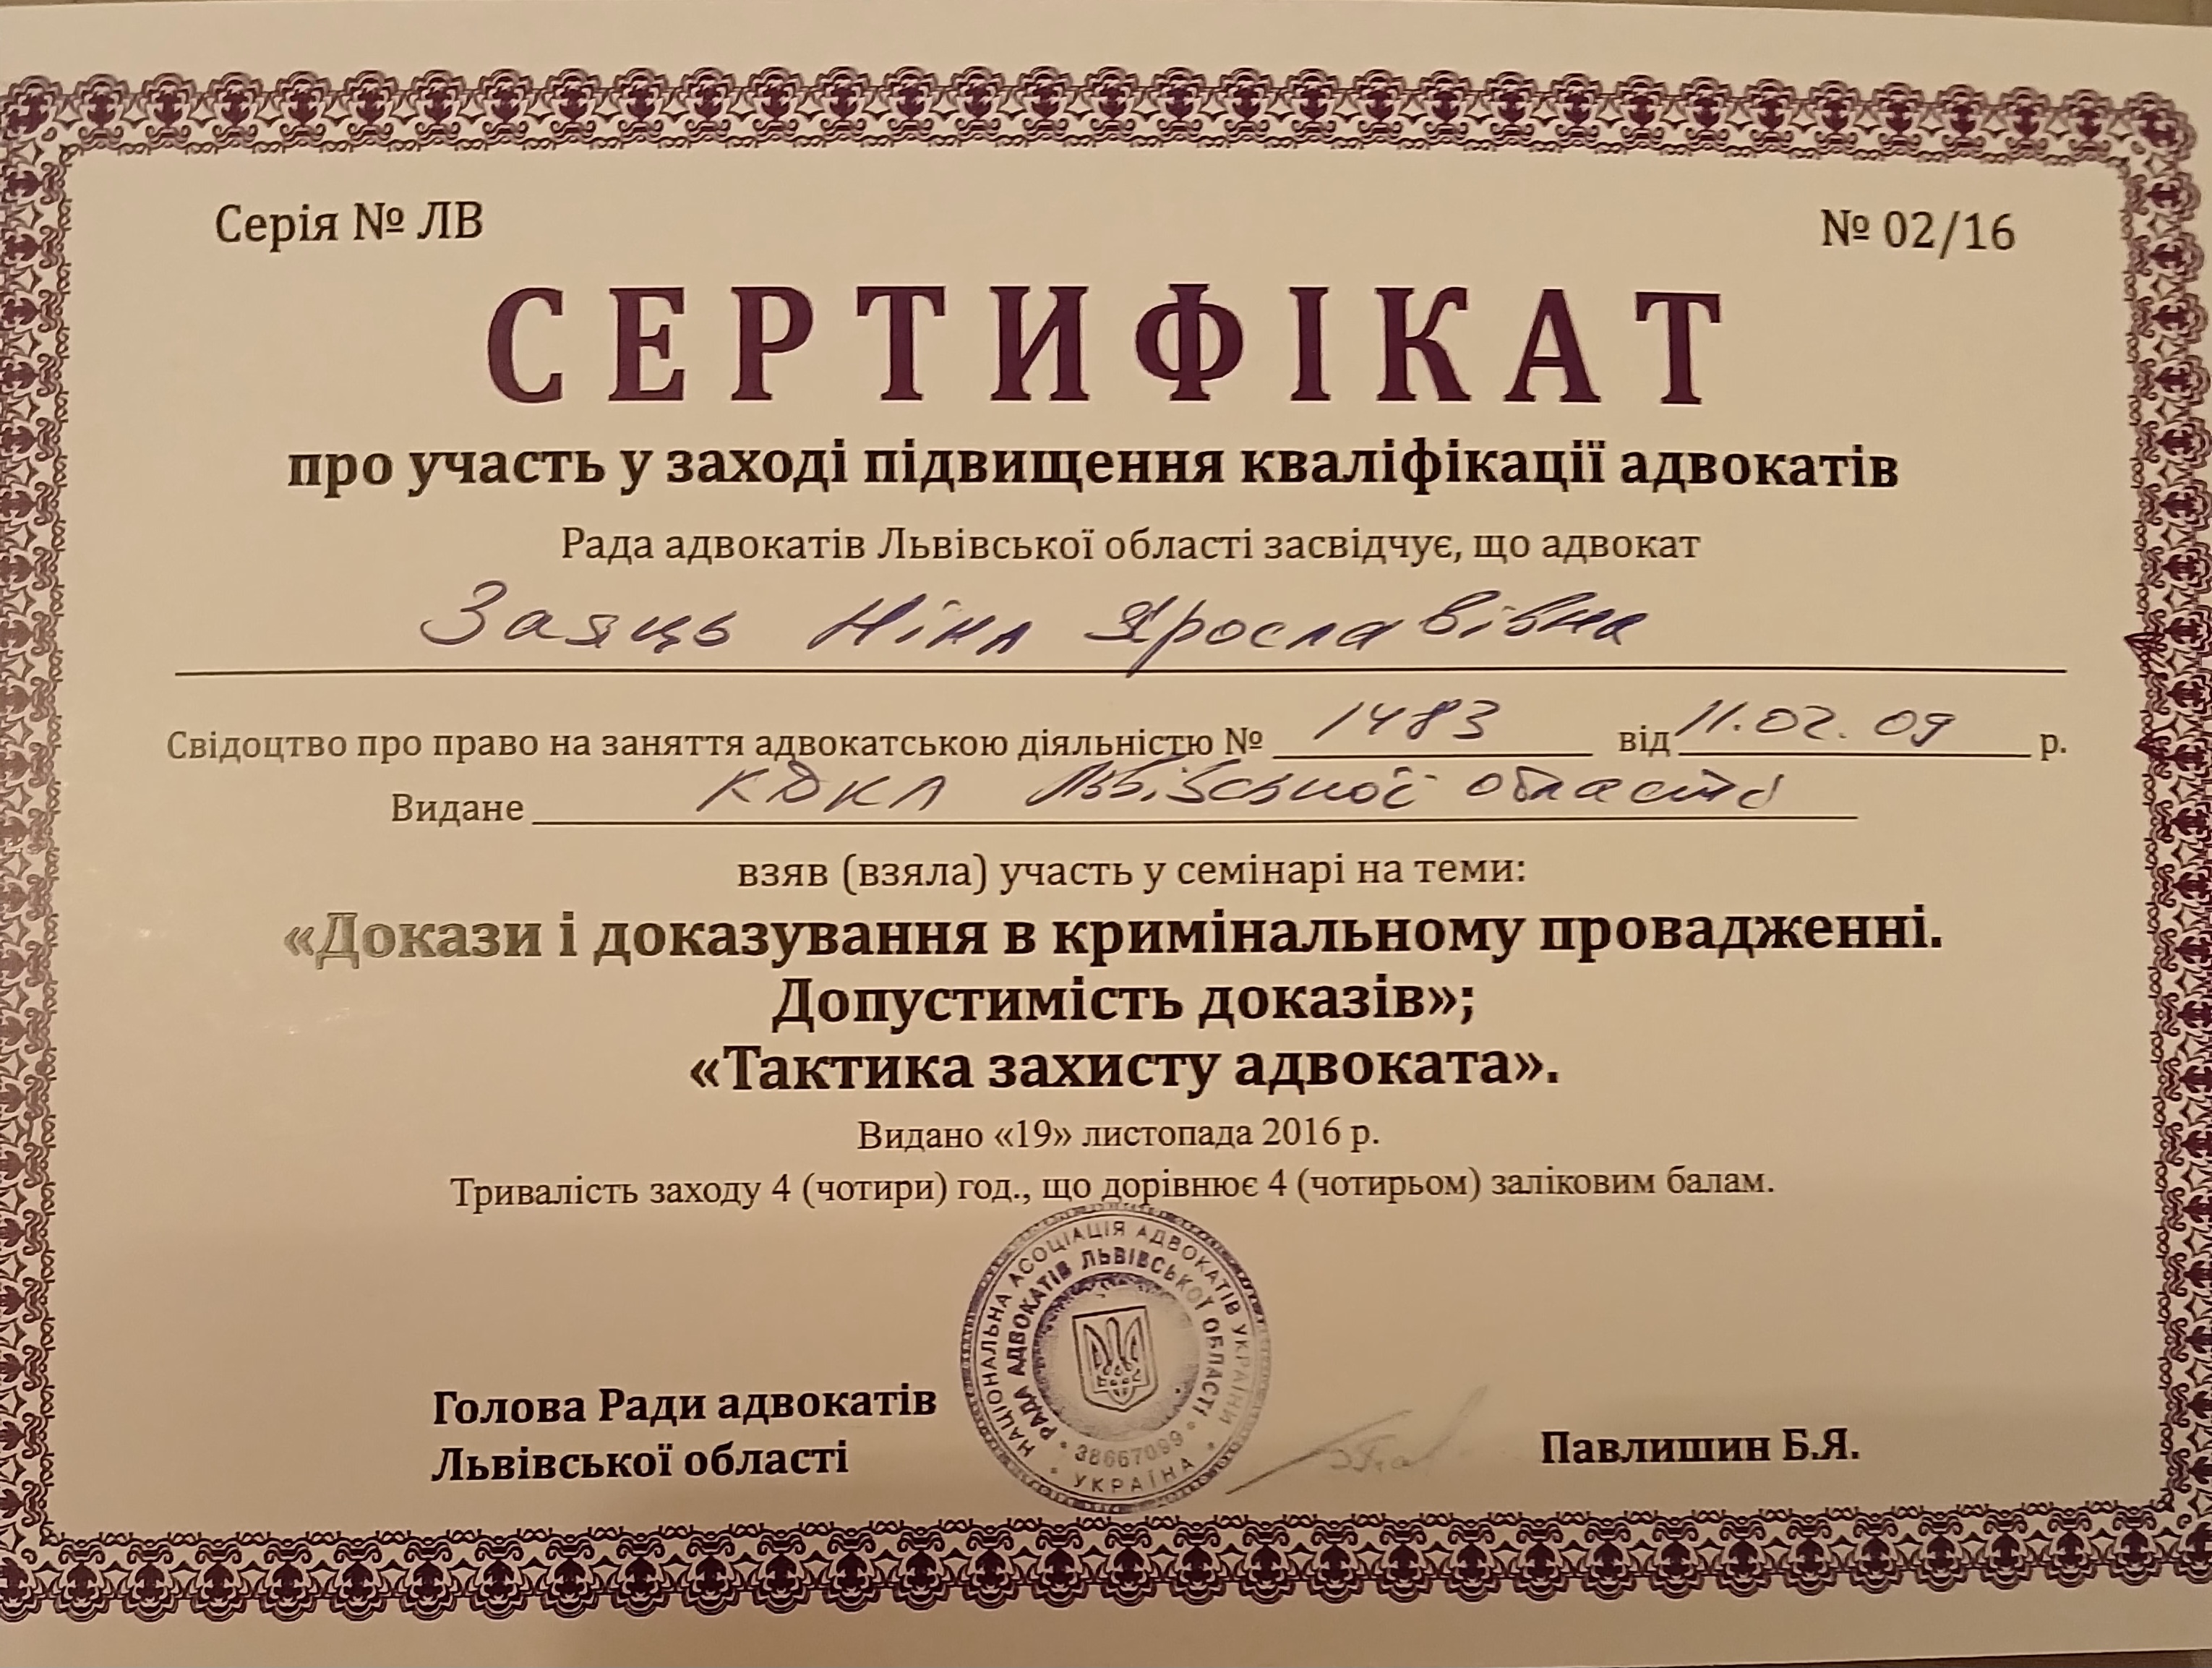 Серія № ЛВ
№ 02/16
СЕРТИФІКАТ
про участь у заході підвищення кваліфікації адвокатів
Рада адвокатів Львівської області засвідчує, що адвокат
Заяць Ніна Ярославівна
Свідоцтво про право на заняття адвокатською діяльністю № 1483 від 11.02.09 р.
Видане КДКА Львівської області
взяв (взяла) участь у семінарі на теми:
«Докази і доказування в кримінальному провадженні.
Допустимість доказів»;
«Тактика захисту адвоката».
Видано «19» листопада 2016 р.
Тривалість заходу 4 (чотири) год., що дорівнює 4 (чотирьом) заліковим балам.
НАЦІОНАЛЬНА АСОЦІАЦІЯ АДВОКАТІВ УКРАЇНИ
РАДА АДВОКАТІВ ЛЬВІВСЬКОЇ ОБЛАСТІ
38667099
УКРАЇНА
Голова Ради адвокатів
Львівської області
Павлишин Б.Я.